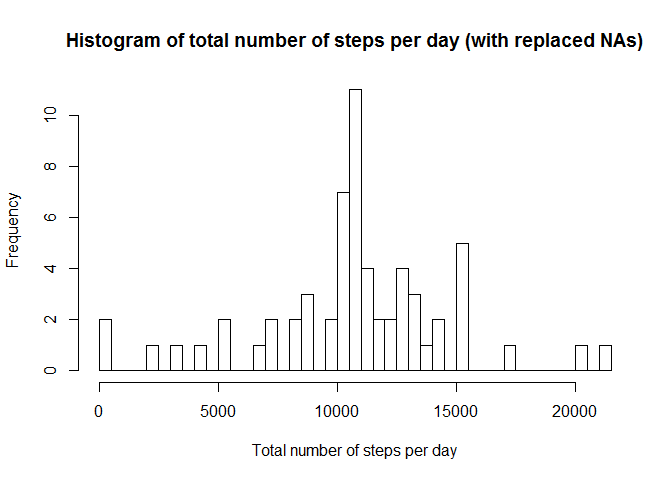 Histogram of total number of steps per day (with replaced NAs)
Frequency
10
8
6
4
2
0
0 5000 10000 15000 20000
Total number of steps per day